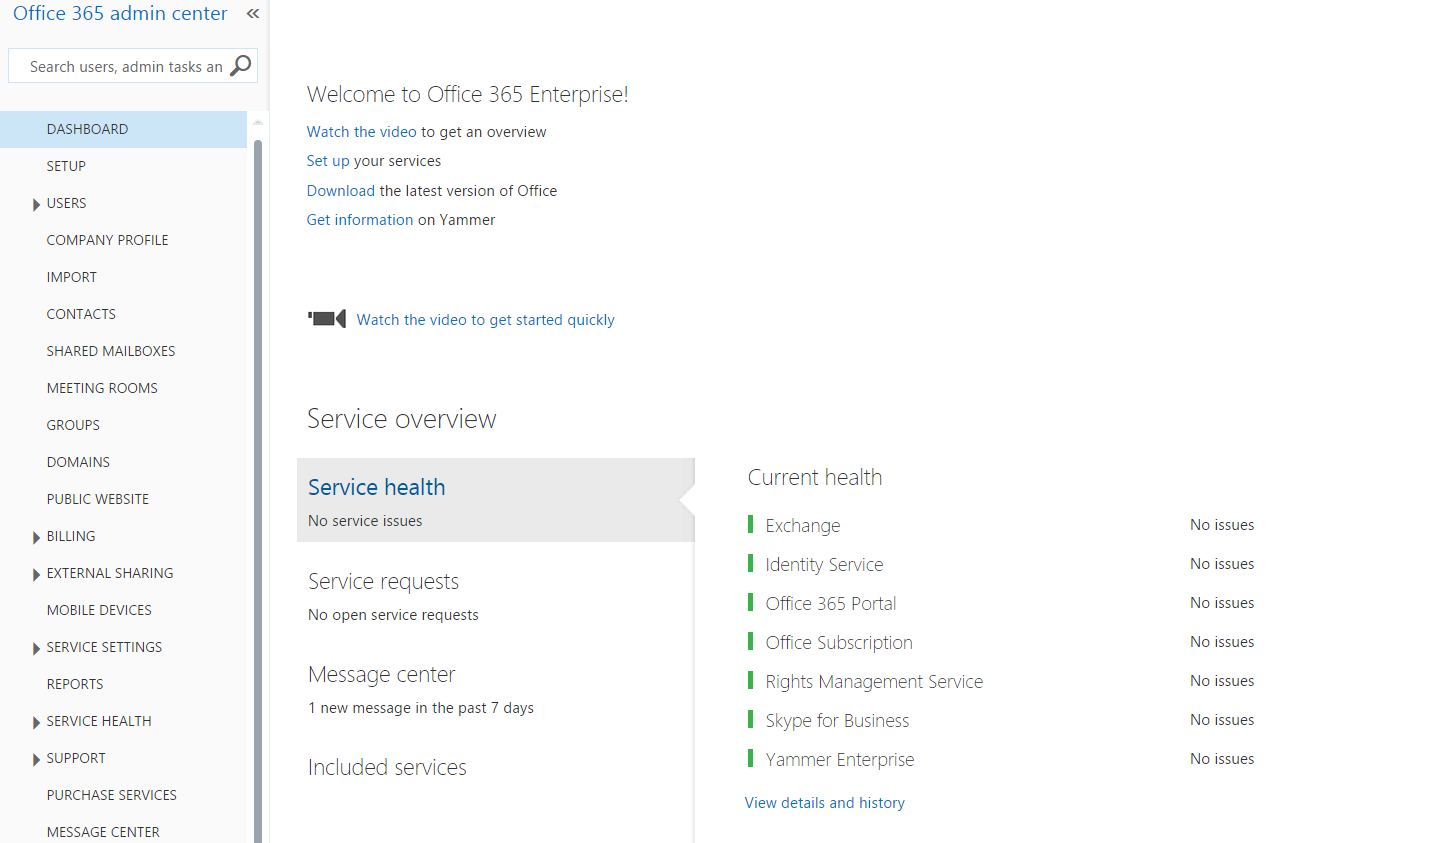 Office 365 admin center «
Search users, admin tasks an
DASHBOARD
SETUP
USERS
COMPANY PROFILE
IMPORT
CONTACTS
SHARED MAILBOXES
MEETING ROOMS
GROUPS
DOMAINS
PUBLIC WEBSITE
BILLING
EXTERNAL SHARING
MOBILE DEVICES
SERVICE SETTINGS
REPORTS
SERVICE HEALTH
SUPPORT
PURCHASE SERVICES
MESSAGE CENTER
Welcome to Office 365 Enterprise!
Watch the video to get an overview
Set up your services
Download the latest version of Office
Get information on Yammer
Watch the video to get started quickly
Service overview
Service health
No service issues
Service requests
No open service requests
Message center
1 new message in the past 7 days
Included services
Current health
Exchange No issues
Identity Service No issues
Office 365 Portal No issues
Office Subscription No issues
Rights Management Service No issues
Skype for Business No issues
Yammer Enterprise No issues
View details and history